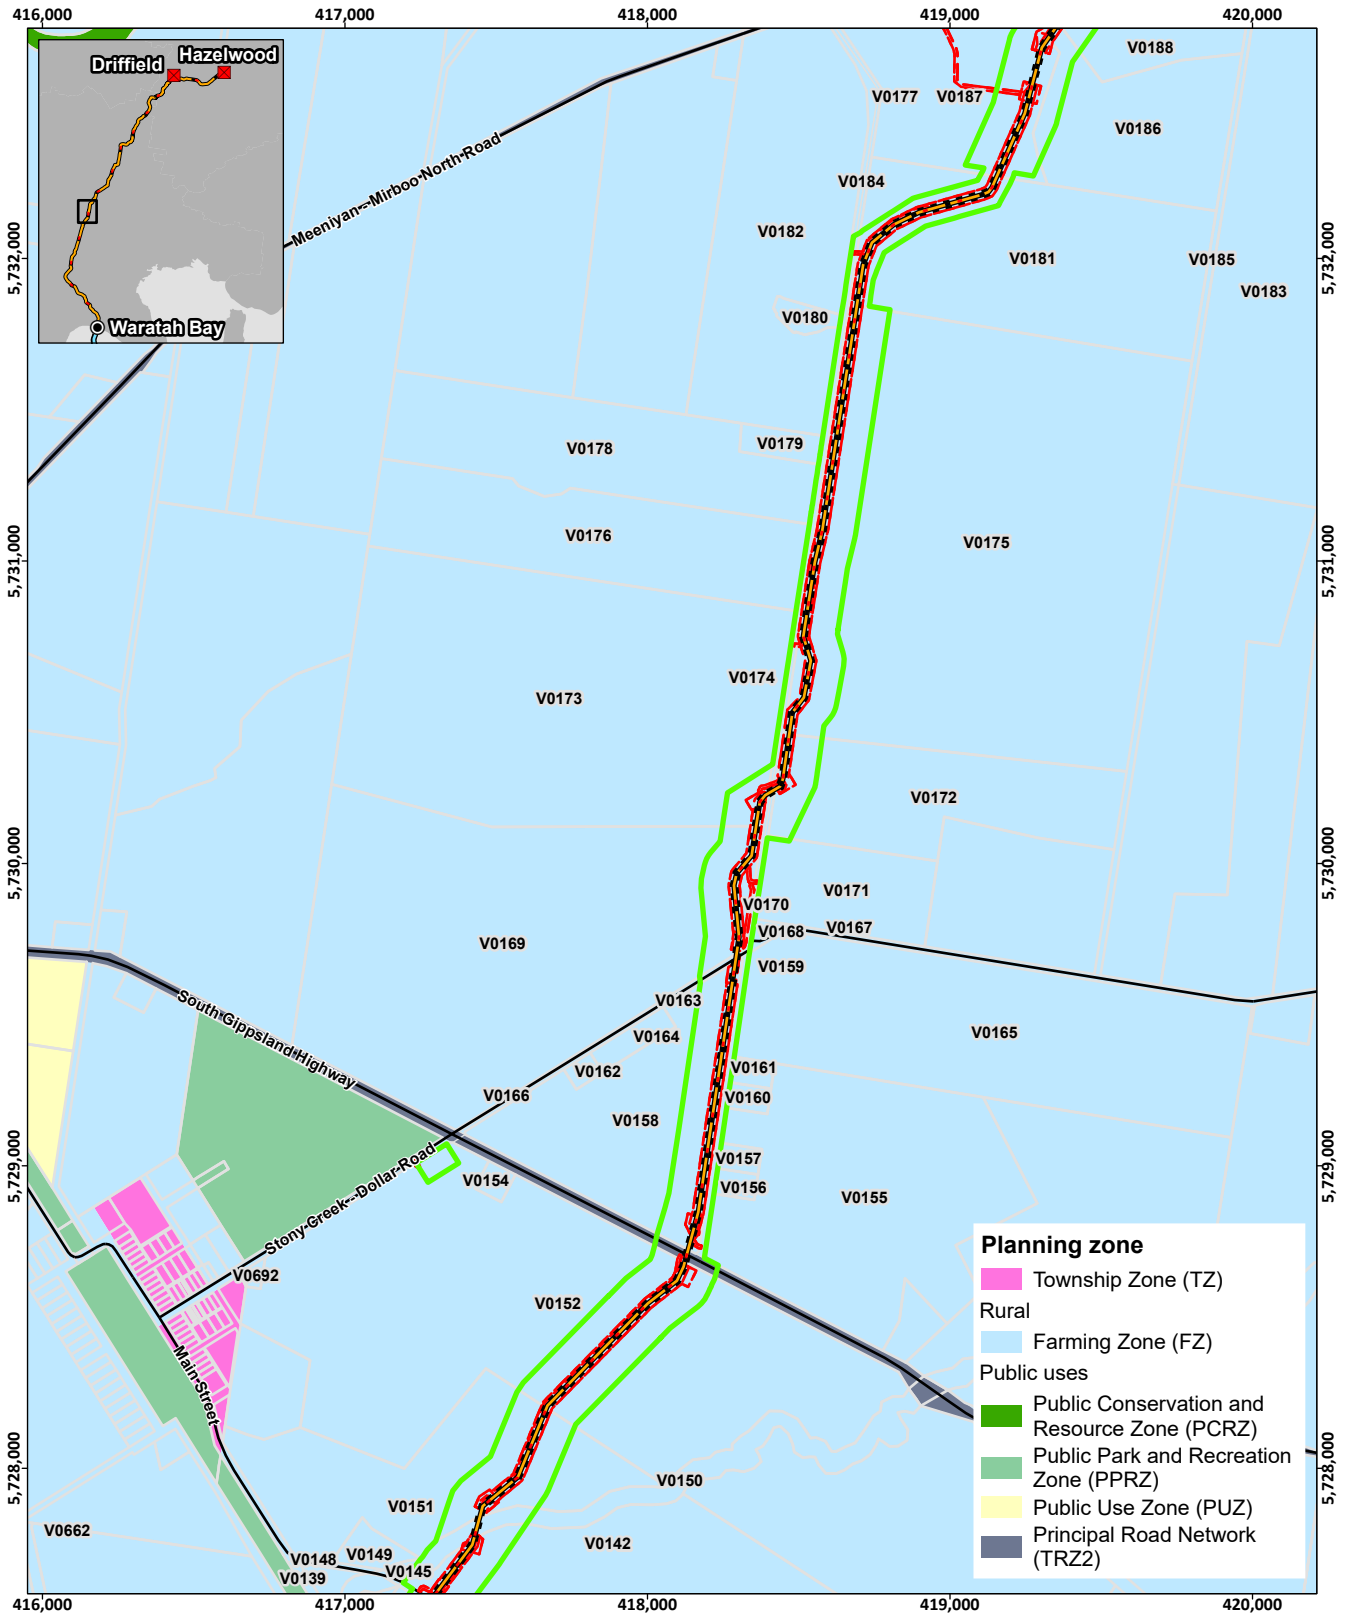 416,000
417,000
418,000
419,000
420,000
Driffield
Hazelwood
Waratah Bay
Meeniyan - Mirboo North Road
V0188
V0177
V0187
V0186
V0184
V0182
V0181
V0185
V0183
V0180
5,732,000
5,732,000
V0179
V0178
V0176
V0175
5,731,000
5,731,000
V0174
V0173
V0172
5,730,000
5,730,000
V0171
V0170
V0168
V0167
V0169
V0159
South Gippsland Highway
V0163
V0164
V0165
V0162
V0161
V0166
V0160
V0158
V0157
V0154
V0156
V0155
5,729,000
5,729,000
Stony Creek - Dollar Road
V0692
V0152
Main Street
V0150
V0151
V0142
V0662
V0149
V0148
V0145
V0139
5,728,000
5,728,000
Planning zone
Township Zone (TZ)
Rural
Farming Zone (FZ)
Public uses
Public Conservation and
Resource Zone (PCRZ)
Public Park and Recreation
Zone (PPRZ)
Public Use Zone (PUZ)
Principal Road Network
(TRZ2)
416,000
417,000
418,000
419,000
420,000